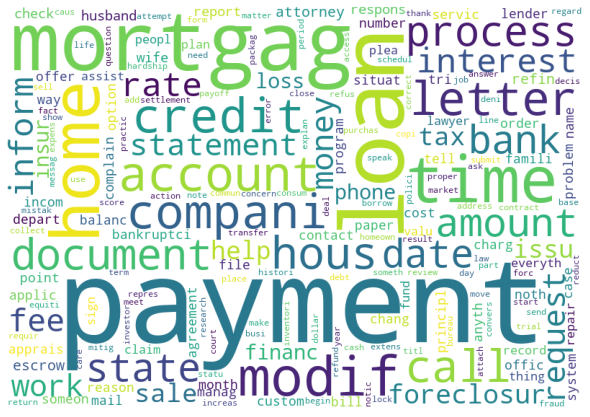 check caus husband attempt report form matter attorney respons regard thank number servic period lender packag access
mortgag
process
peopl life plan need wife hardship schedul plea job answer decis question
offer assist
sell loss situat tri refin interest
inform
home
rate
letter
way fact add settlement payoff refus correct deni lawyer line order
option
credit
loan
show expens close error program purchas copi submit tax bank name problem
insur
statement
money
messag practic explan speak tell famili polici ask
use
complain
account
time
incom score action note commun concern consum deal phone borrow proper market address contract base
depart mistak
compani
paper cost valu
collect balanc transfer homeown result
amount
bankruptci
document
help
hous
date
contact charg issu
point term histori file someth review day law part everyth
applic equiti
payment
fee
sign repres meet investor research court place debt make busi inventori dollar fund move convers forc noth start send reduct
requir agreement year refund chang principl bureau anyth case trial
apprais
state
financ
modif
call
request
escrow mitig claim cash extens titl record system repair
foreclosur
work
reason month statu custom begin bill lock notic attach offic thing
return someon mail sale manag increas fraud
care